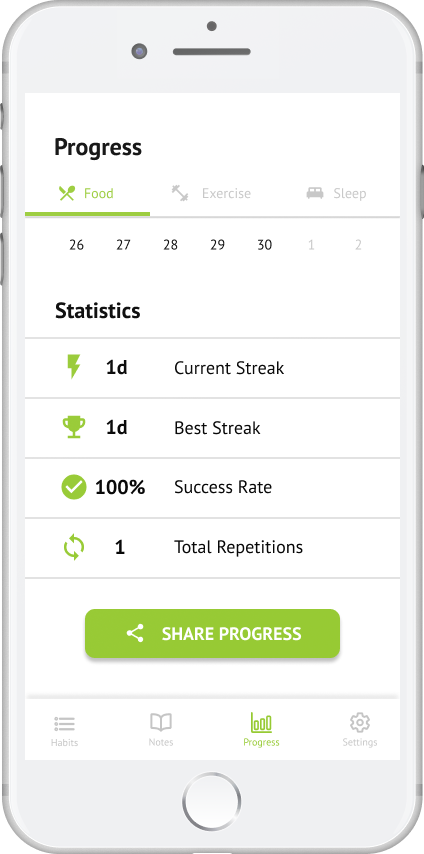 Progress
Food Exercise Sleep
26 27 28 29 30 1 2
Statistics
1d Current Streak
1d Best Streak
100% Success Rate
1 Total Repetitions
SHARE PROGRESS
Habits Notes Progress Settings